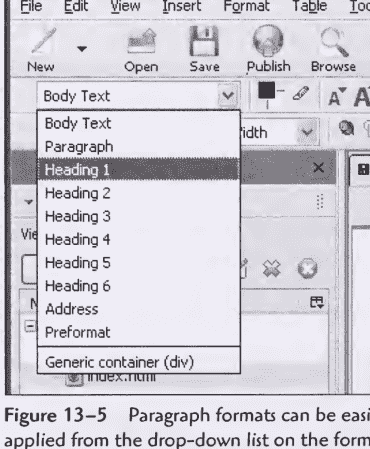 File Edit View Insert Format Table
New Open Save Publish Browse
Body Text
Body Text
Paragraph
Heading 1
Heading 2
Heading 3
Heading 4
Heading 5
Heading 6
Address
Preformat
Generic container (div)
index.html
Figure 13–5 Paragraph formats can be easi
applied from the drop-down list on the form